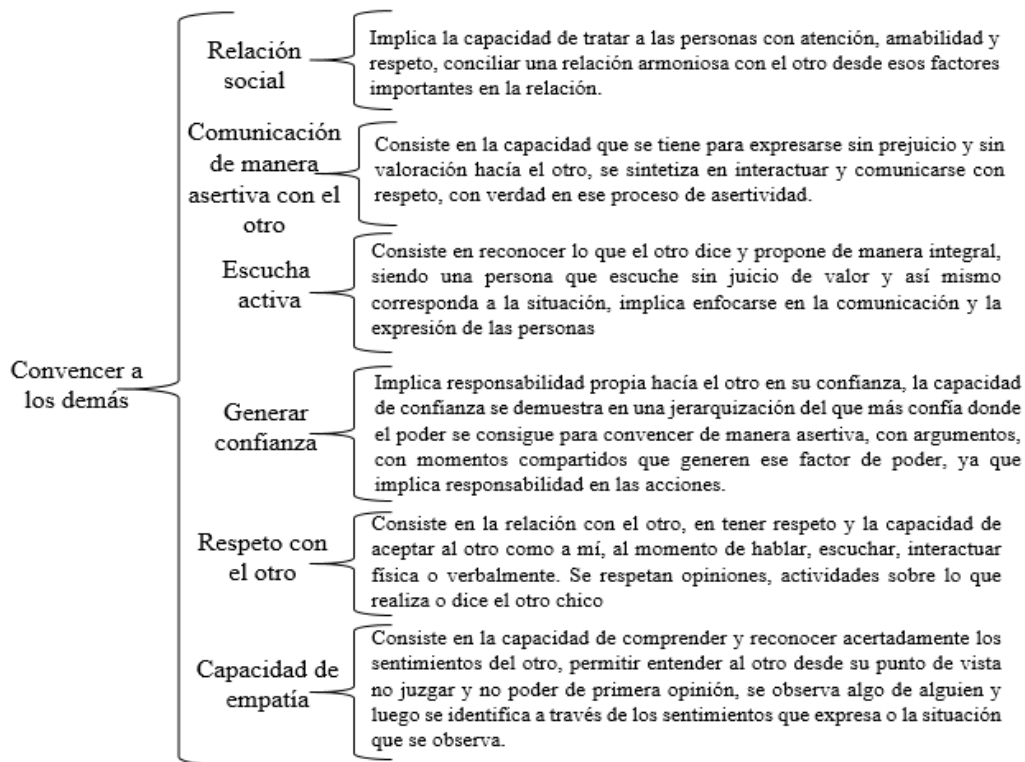 Convencer a
los demás
Relación
social
Implica la capacidad de tratar a las personas con atención, amabilidad y
respeto, conciliar una relación armoniosa con el otro desde esos factores
importantes en la relación.
Comunicación
de manera
asertiva con el
otro
Consiste en la capacidad que se tiene para expresarse sin prejuicio y sin
valoración hacía el otro, se sintetiza en interactuar y comunicarse con
respeto, con verdad en ese proceso de asertividad.
Escucha
activa
Consiste en reconocer lo que el otro dice y propone de manera integral,
siendo una persona que escuche sin juicio de valor y así mismo
corresponda a la situación, implica enfocarse en la comunicación y la
expresión de las personas
Generar
confianza
Implica responsabilidad propia hacía el otro en su confianza, la capacidad
de confianza se demuestra en una jerarquización del que más confía donde
el poder se consigue para convencer de manera asertiva, con argumentos,
con momentos compartidos que generen ese factor de poder, ya que
implica responsabilidad en las acciones.
Respeto con
el otro
Consiste en la relación con el otro, en tener respeto y la capacidad de
aceptar al otro como a mí, al momento de hablar, escuchar, interactuar
física o verbalmente. Se respetan opiniones, actividades sobre lo que
realiza o dice el otro chico
Capacidad de
empatía
Consiste en la capacidad de comprender y reconocer acertadamente los
sentimientos del otro, permitir entender al otro desde su punto de vista
no juzgar y no poder de primera opinión, se observa algo de alguien y
luego se identifica a través de los sentimientos que expresa o la situación
que se observa.